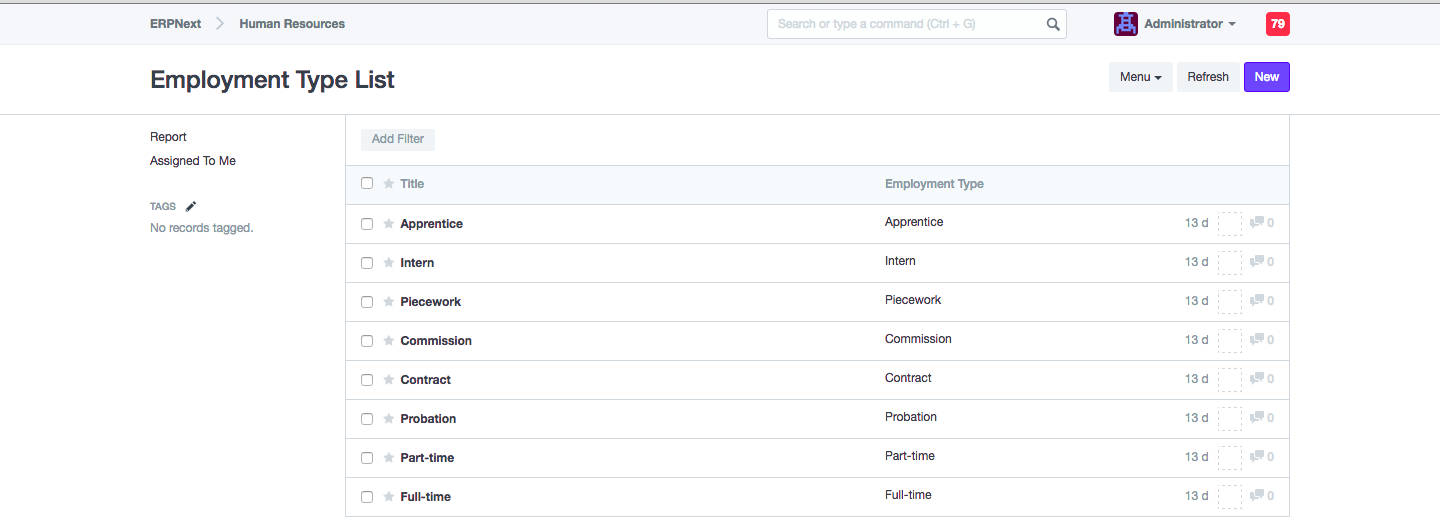 ERPNext Human Resources Search or type a command (Ctrl + G) Administrator 79
Employment Type List Menu Refresh New
Report
Assigned To Me
TAGS
No records tagged.
Add Filter
Title Employment Type
Apprentice Apprentice 13 d 0
Intern Intern 13 d 0
Piecework Piecework 13 d 0
Commission Commission 13 d 0
Contract Contract 13 d 0
Probation Probation 13 d 0
Part-time Part-time 13 d 0
Full-time Full-time 13 d 0